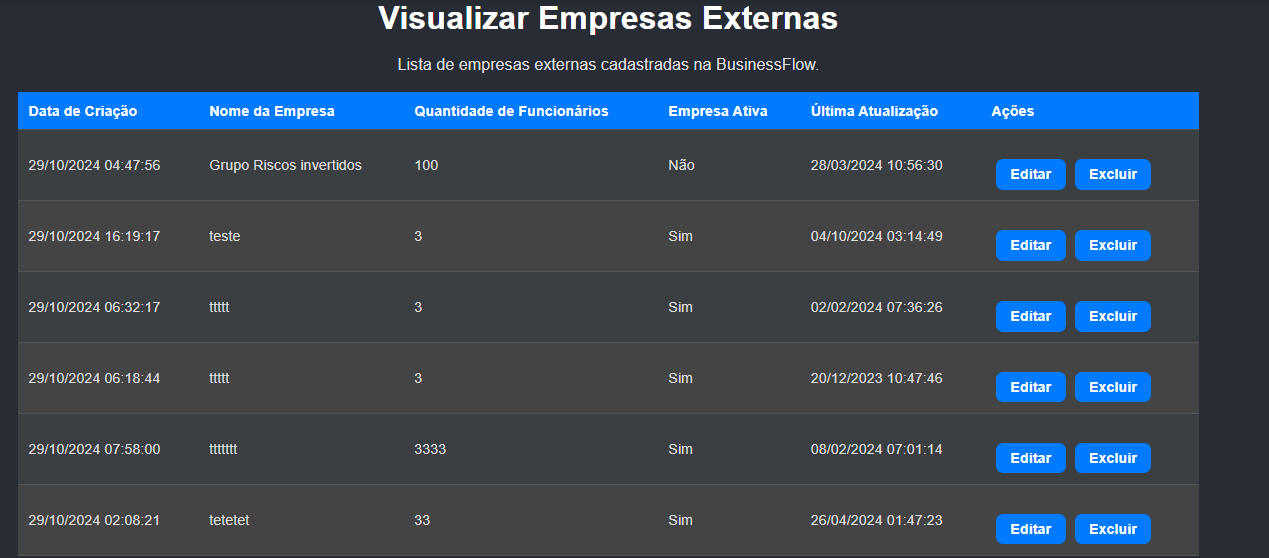 Visualizar Empresas Externas
Lista de empresas externas cadastradas na BusinessFlow.
Data de Criação Nome da Empresa Quantidade de Funcionários Empresa Ativa Última Atualização Ações
29/10/2024 04:47:56 Grupo Riscos invertidos 100 Não 28/03/2024 10:56:30 Editar Excluir
29/10/2024 16:19:17 teste 3 Sim 04/10/2024 03:14:49 Editar Excluir
29/10/2024 06:32:17 ttttt 3 Sim 02/02/2024 07:36:26 Editar Excluir
29/10/2024 06:18:44 ttttt 3 Sim 20/12/2023 10:47:46 Editar Excluir
29/10/2024 07:58:00 ttttttt 3333 Sim 08/02/2024 07:01:14 Editar Excluir
29/10/2024 02:08:21 tetetet 33 Sim 26/04/2024 01:47:23 Editar Excluir